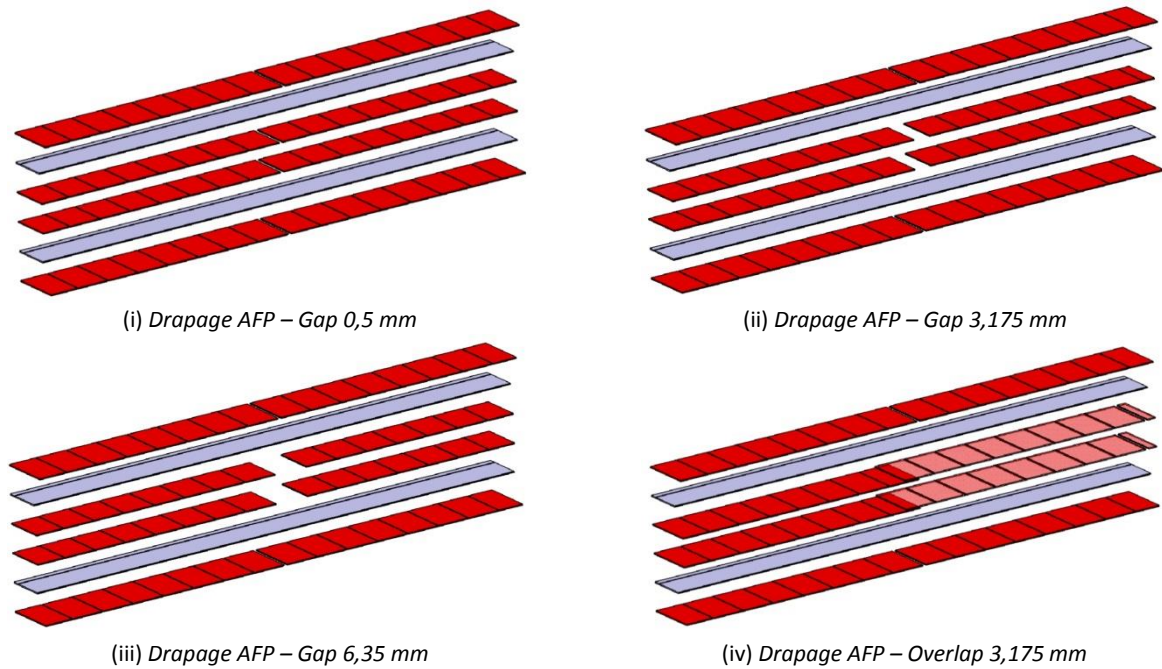 (i) Drapage AFP – Gap 0,5 mm
(ii) Drapage AFP – Gap 3,175 mm
(iii) Drapage AFP – Gap 6,35 mm
(iv) Drapage AFP – Overlap 3,175 mm